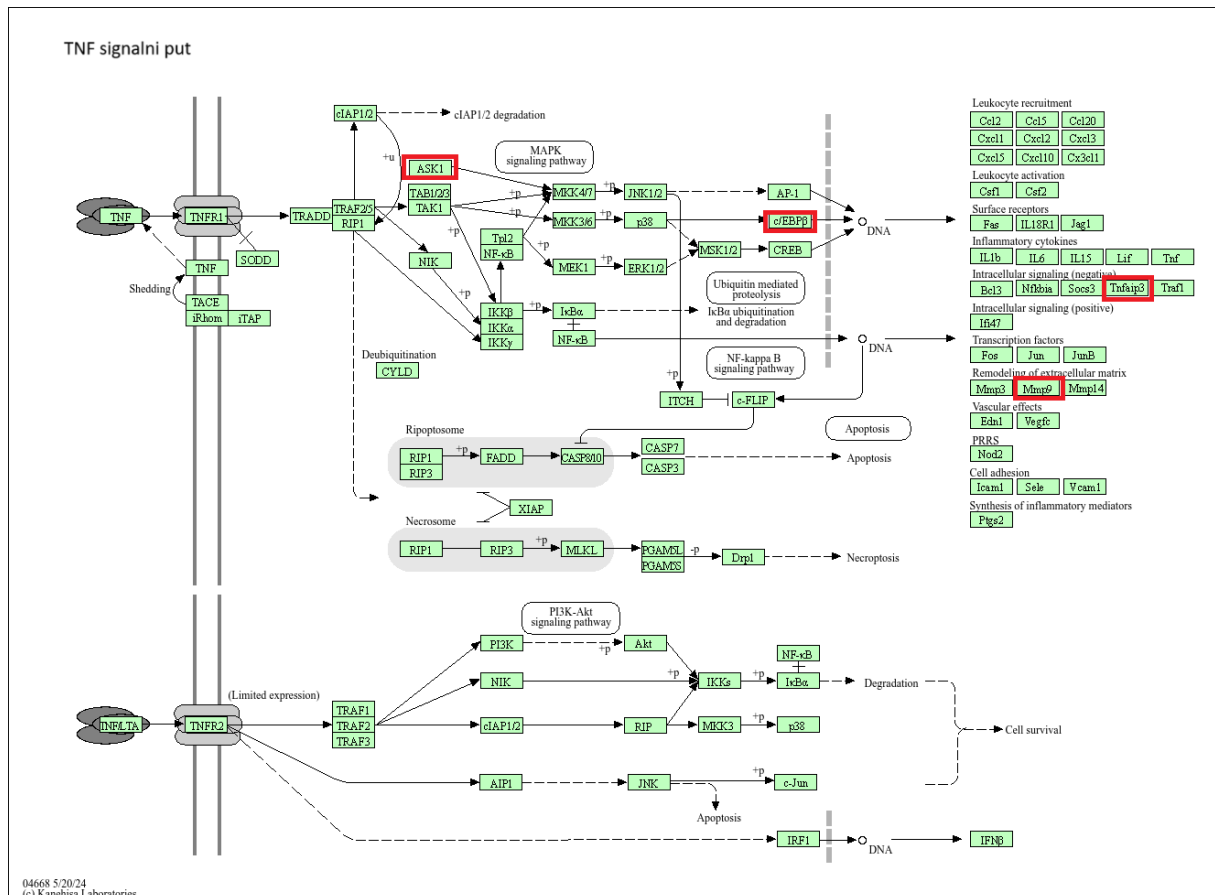 TNF signalni put
cIAP1/2
cIAP1/2 degradation
+u
ASK1
MAPK
signaling pathway
TNF
TNFR1
TRADD
TRAF2/5
RIP1
TAB1/2/3
TAK1
+p
+p
+p
MKK4/7
+p
JNK1/2
AP-1
MKK3/6
+p
p38
c/EBPβ
DNA
SODD
NIK
Tpl2
NF-κB
MEK1
+p
ERK1/2
MSK1/2
CREB
TNF
Shedding
TACE
iRhom
iTAP
+p
Ubiquitin mediated
proteolysis
IKKβ
IKKα
IKKγ
+p
IκBα
NF-κB
IκBα ubiquitination
and degradation
DNA
Deubiquitination
CYLD
NF-kappa B
signaling pathway
+p
ITCH
c-FLIP
Ripoptosome
RIP1
RIP3
+p
FADD
CASP8/10
CASP7
CASP3
Apoptosis
Apoptosis
XIAP
Necrosome
RIP1
RIP3
+p
MLKL
PGAM5L
PGAM5S
-p
Drp1
Necroptosis
Leukocyte recruitment
Ccl2 Ccl5 Ccl20
Cxcl1 Cxcl2 Cxcl3
Cxcl5 Cxcl10 Cx3cl1
Leukocyte activation
Csf1 Csf2
Surface receptors
Fas IL18R1 Jag1
Inflammatory cytokines
IL1b IL6 IL15 Lif Tnf
Intracellular signaling (negative)
Bcl3 Nfkbia Socs3 Tnfaip3 Traf1
Intracellular signaling (positive)
Ifi47
Transcription factors
Fos Jun JunB
Remodeling of extracellular matrix
Mmp3 Mmp9 Mmp14
Vascular effects
Edn1 Vegfc
PRRS
Nod2
Cell adhesion
Icam1 Sele Vcam1
Synthesis of inflammatory mediators
Ptgs2
PI3K-Akt
signaling pathway
PI3K
+p
Akt
NF-κB
(Limited expression)
NIK
+p
IKKs
+p
IκBα
Degradation
TNF/LTA
TNFR2
TRAF1
TRAF2
TRAF3
cIAP1/2
RIP
MKK3
+p
p38
Cell survival
AIP1
JNK
+p
c-Jun
Apoptosis
IRF1
DNA
IFNβ
04668 5/20/24
(c) Kanehisa Laboratories